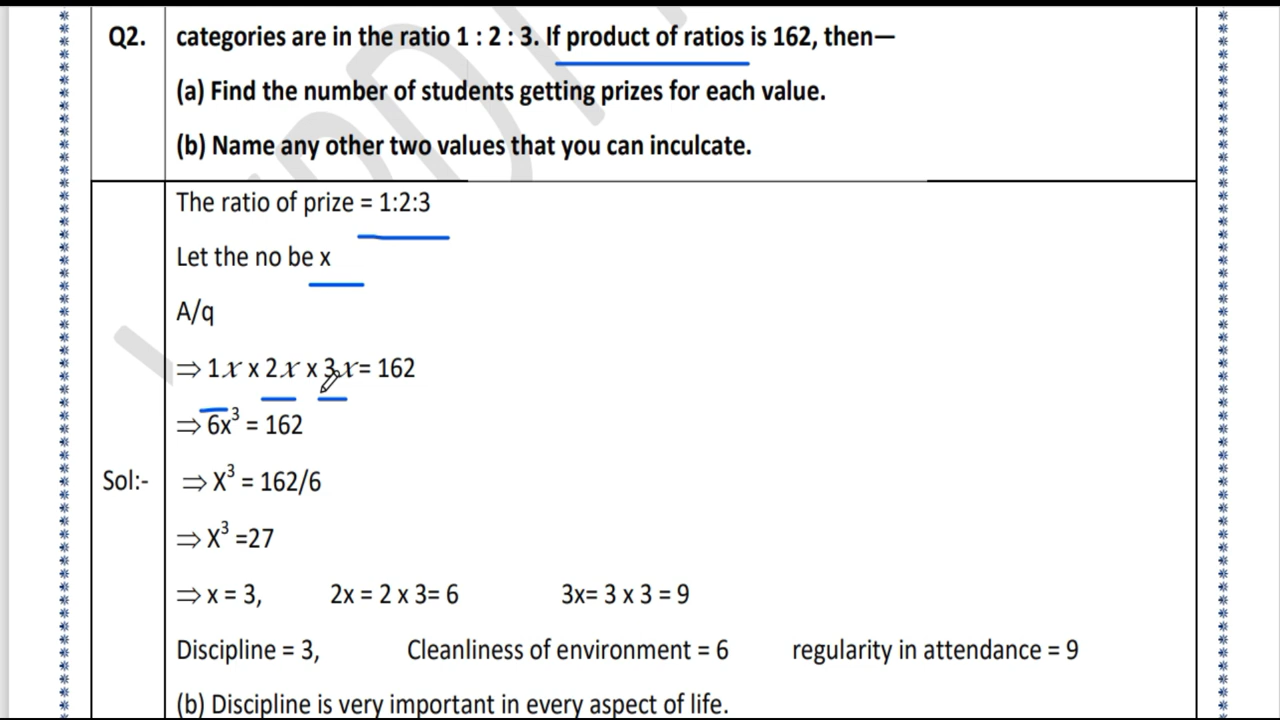 Q2. categories are in the ratio 1 : 2 : 3. If product of ratios is 162, then—
(a) Find the number of students getting prizes for each value.
(b) Name any other two values that you can inculcate.
The ratio of prize = 1:2:3
Let the no be x
A/q
⇒ 1x x 2x x 3x= 162
⇒ 6x³ = 162
Sol:- ⇒ X³ = 162/6
⇒ X³ =27
⇒ x = 3, 2x = 2 x 3= 6 3x= 3 x 3 = 9
Discipline = 3, Cleanliness of environment = 6 regularity in attendance = 9
(b) Discipline is very important in every aspect of life.